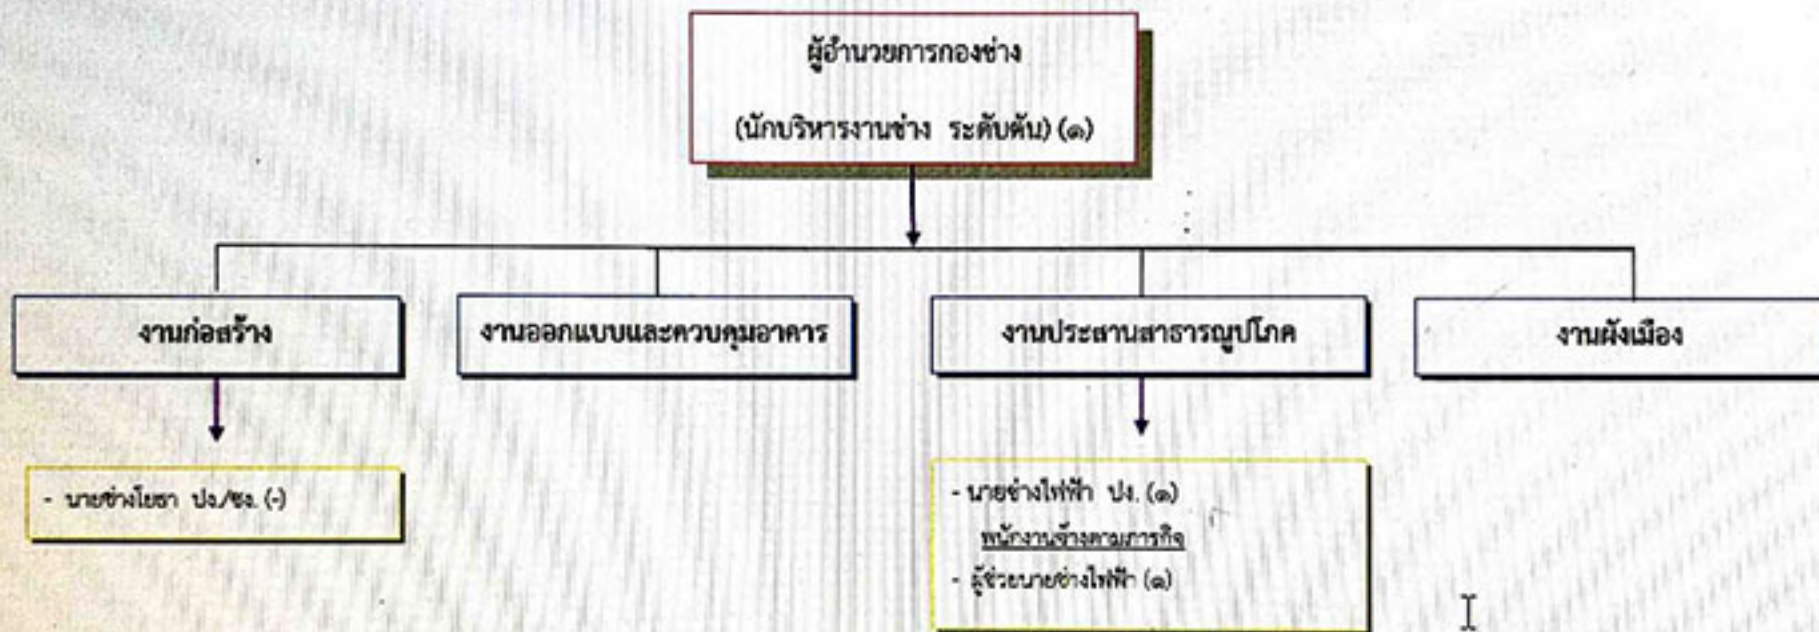 ผู้อำนวยการกองช่าง
(นักบริหารงานช่าง ระดับต้น) (๑)
งานก่อสร้าง
งานออกแบบและควบคุมอาคาร
งานประสานสาธารณูปโภค
งานผังเมือง
- นายช่างโยธา ปง./ชง. (-)
- นายช่างไฟฟ้า ปง. (๑)
พนักงานจ้างตามภารกิจ
- ผู้ช่วยนายช่างไฟฟ้า (๑)